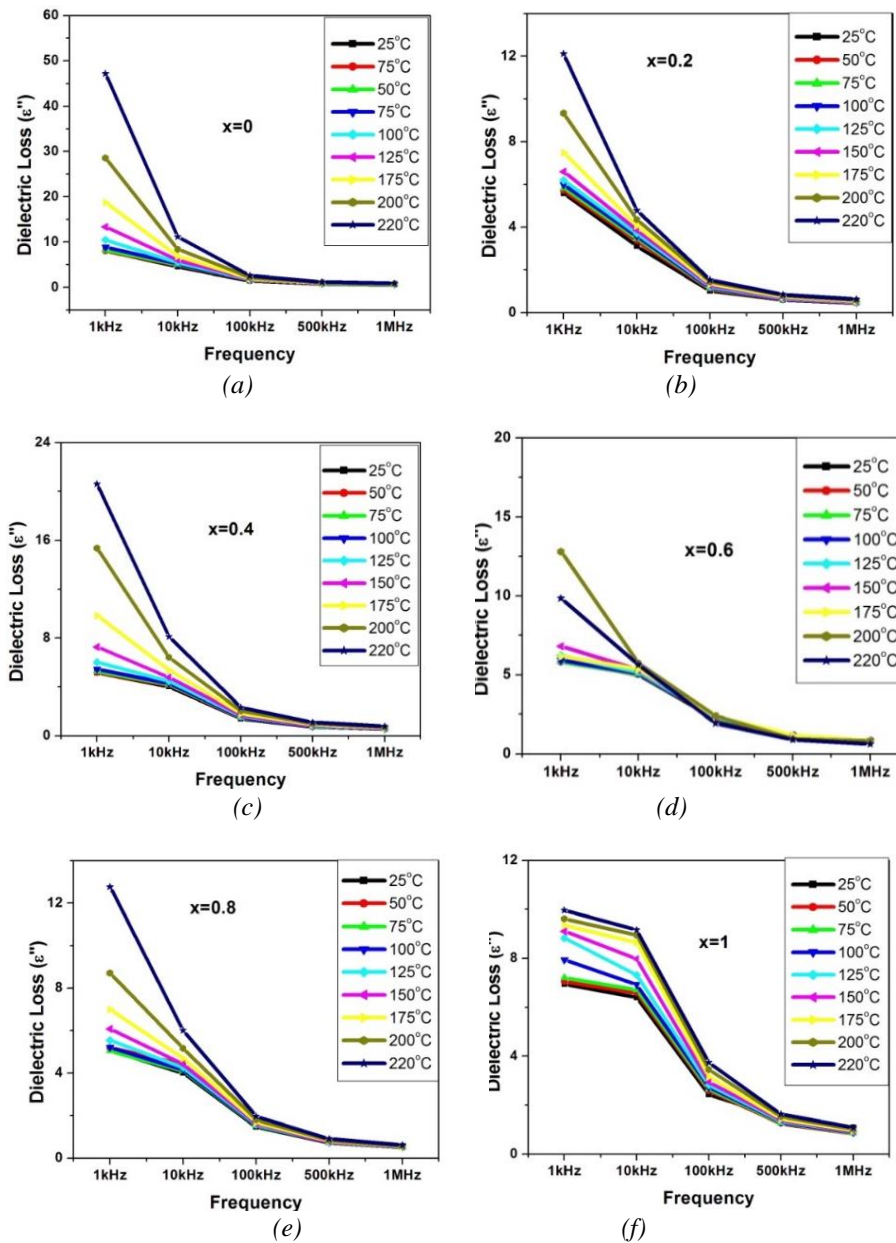 60
50
40
30
20
10
0
Dielectric Loss (ε")
x=0
25°C
75°C
50°C
75°C
100°C
125°C
175°C
200°C
220°C
1kHz 10kHz 100kHz 500kHz 1MHz
Frequency
(a)
12
8
4
0
Dielectric Loss (ε")
x=0.2
25°C
50°C
75°C
100°C
125°C
150°C
175°C
200°C
220°C
1KHz 10kHz 100kHz 500kHz 1MHz
Frequency
(b)
24
16
8
0
Dielectric Loss (ε")
x=0.4
25°C
50°C
75°C
100°C
125°C
150°C
175°C
200°C
220°C
1kHz 10kHz 100kHz 500kHz 1MHz
Frequency
(c)
20
15
10
5
0
Dielectric Loss (ε")
x=0.6
25°C
50°C
75°C
100°C
125°C
150°C
175°C
200°C
220°C
1kHz 10kHz 100kHz 500kHz 1MHz
(d)
12
8
4
0
Dielectric Loss (ε")
x=0.8
25°C
50°C
75°C
100°C
125°C
150°C
175°C
200°C
220°C
1kHz 10kHz 100kHz 500kHz 1MHz
Frequency
(e)
12
8
4
0
Dielectric Loss (ε")
x=1
25°C
50°C
75°C
100°C
125°C
150°C
175°C
200°C
220°C
1kHz 10kHz 100kHz 500kHz 1MHz
Frequency
(f)